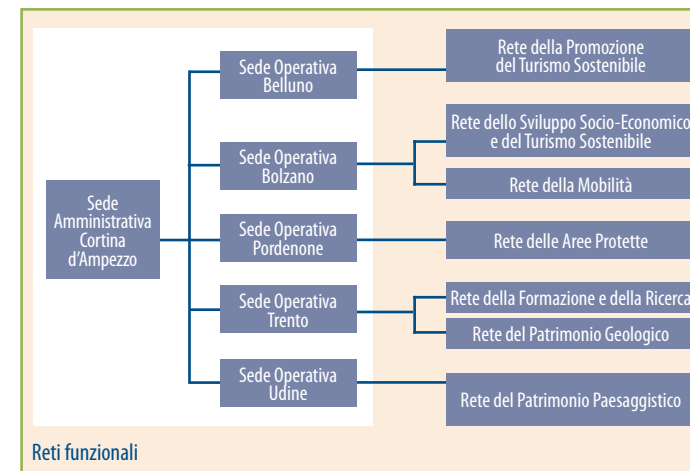 Sede
Amministrativa
Cortina
d'Ampezzo
Sede Operativa
Belluno
Sede Operativa
Bolzano
Sede Operativa
Pordenone
Sede Operativa
Trento
Sede Operativa
Udine
Rete della Promozione
del Turismo Sostenibile
Rete dello Sviluppo Socio-Economico
e del Turismo Sostenibile
Rete della Mobilità
Rete delle Aree Protette
Rete della Formazione e della Ricerca
Rete del Patrimonio Geologico
Rete del Patrimonio Paesaggistico
Reti funzionali